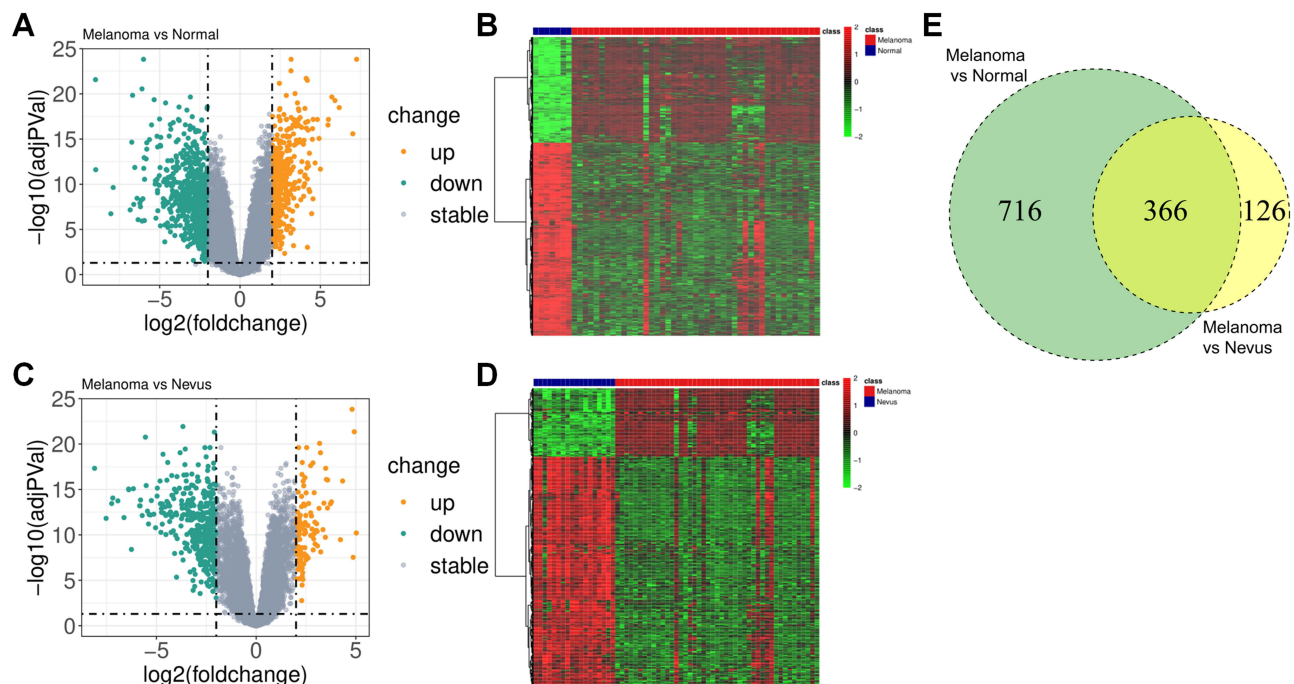 A
Melanoma vs Normal
25
20
15
10
5
0
−log10(adjPVal)
−5
0
5
log2(foldchange)
change
up
down
stable
B
class
2
1
0
−1
−2
class
Melanoma
Normal
C
Melanoma vs Nevus
25
20
15
10
5
0
−log10(adjPVal)
−5
0
5
log2(foldchange)
change
up
down
stable
D
class
2
1
0
−1
−2
class
Melanoma
Nevus
E
Melanoma
vs Normal
716
366
126
Melanoma
vs Nevus